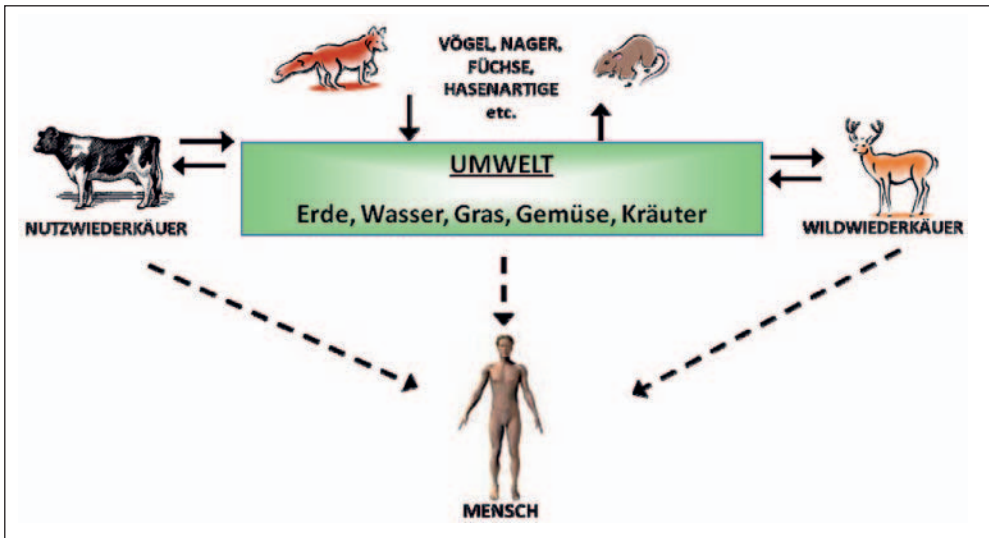 VÖGEL, NAGER,
FÜCHSE,
HASENARTIGE
etc.
UMWELT
Erde, Wasser, Gras, Gemüse, Kräuter
NUTZWIEDERKÄUER
WILDWIEDERKÄUER
MENSCH